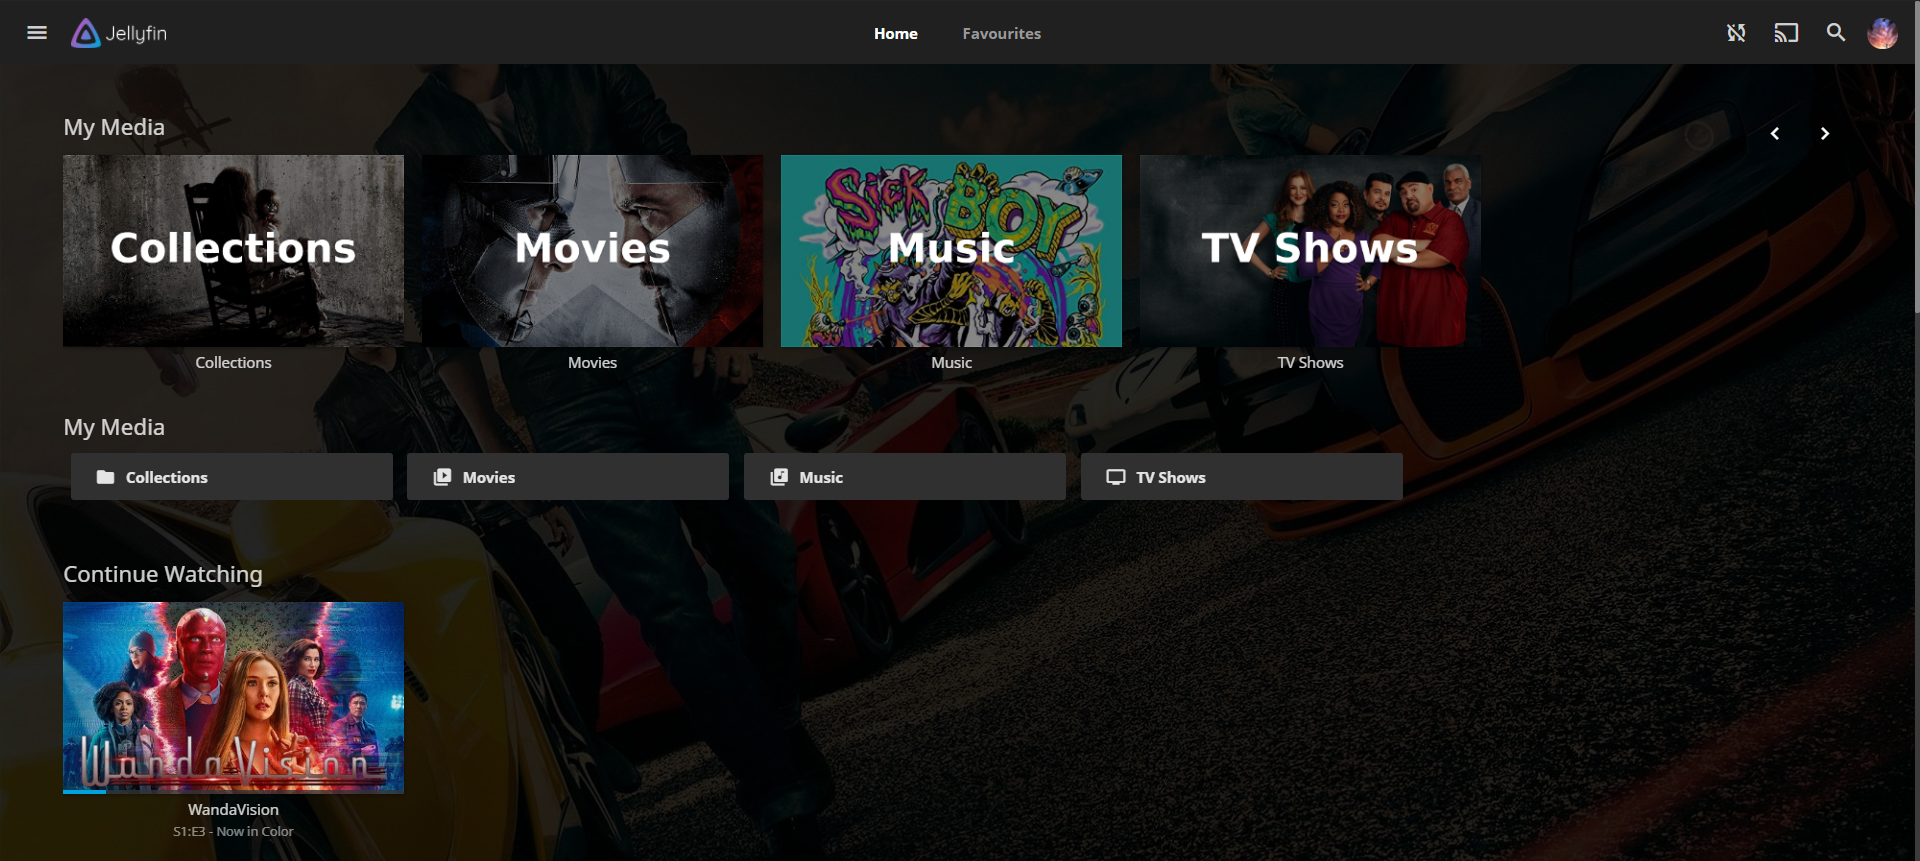 Jellyfin
Home
Favourites
My Media
Collections
Movies
SICK BOY
Music
TV Shows
Collections
Movies
Music
TV Shows
My Media
Collections
Movies
Music
TV Shows
Continue Watching
WandaVision
WandaVision
S1:E3 - Now in Color